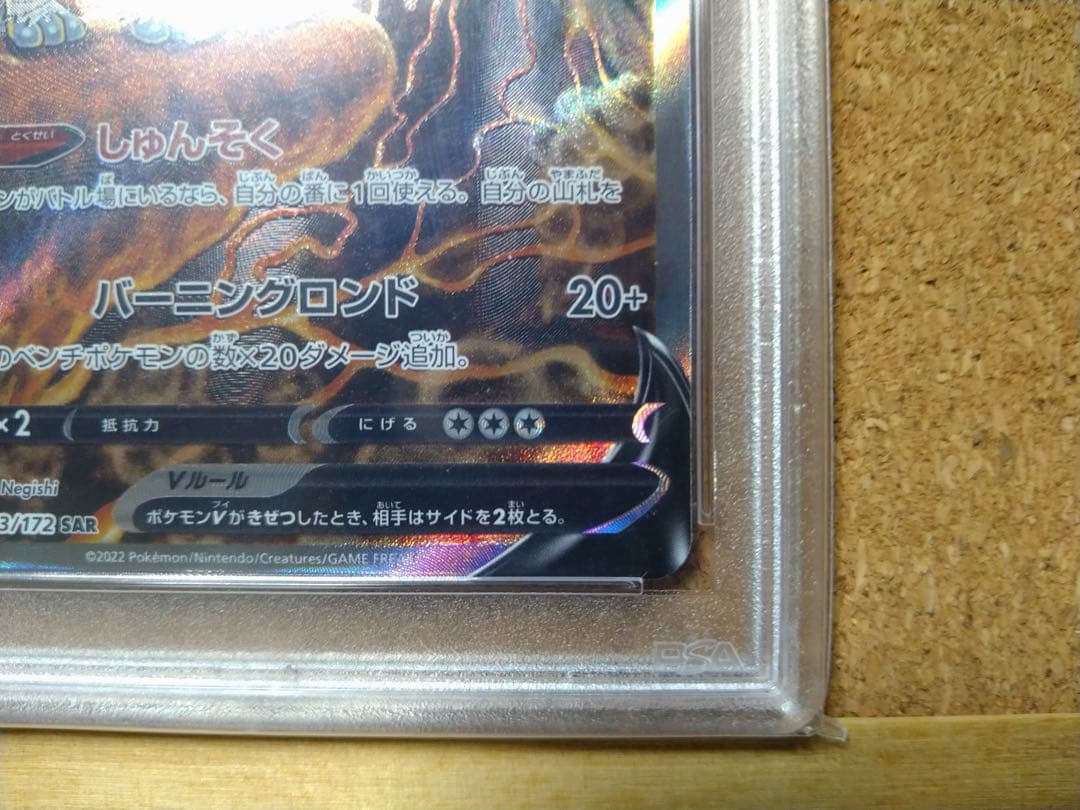 とくせい
しゅんそく
ンがバトル場にいるなら、自分の番に1回使える。自分の山札を
バーニングロンド 20+
のベンチポケモンの数×20ダメージ追加。
×2 抵抗力 にげる
Negishi
Vルール
ポケモンVがきぜつしたとき、相手はサイドを2枚とる。
3/172 SAR
©2022 Pokémon/Nintendo/Creatures/GAME FREAK
PSA